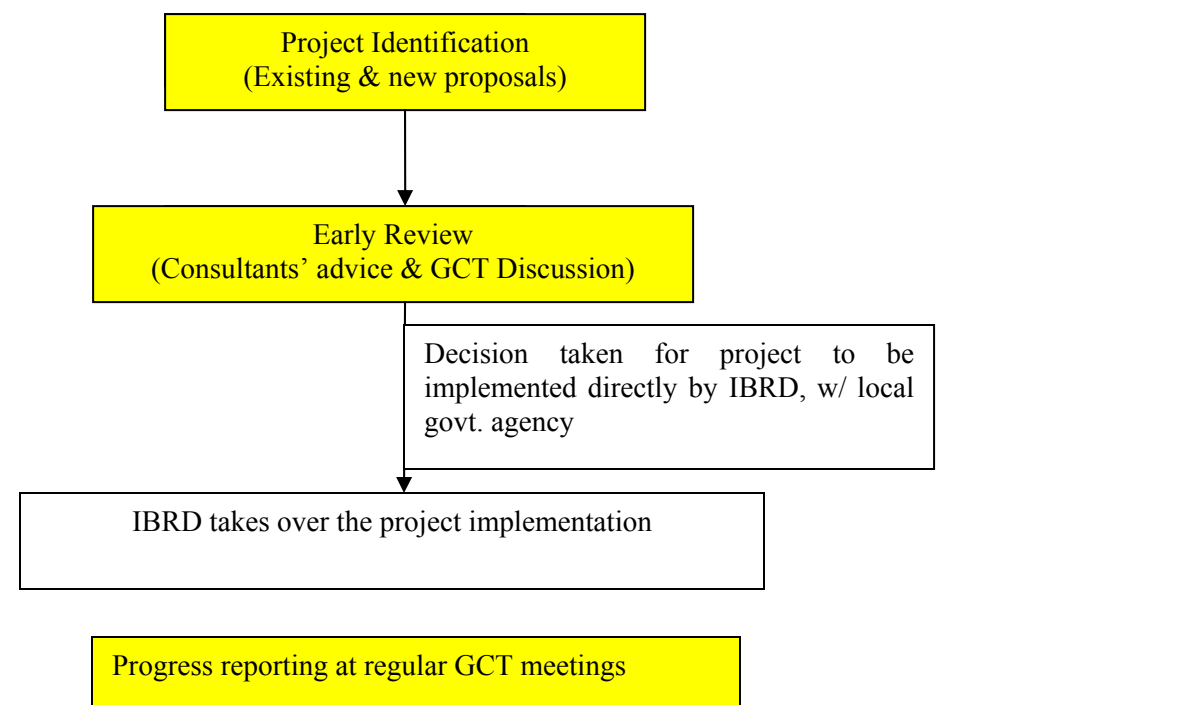 Project Identification
(Existing & new proposals)
Early Review
(Consultants’ advice & GCT Discussion)
Decision taken for project to be
implemented directly by IBRD, w/ local
govt. agency
IBRD takes over the project implementation
Progress reporting at regular GCT meetings